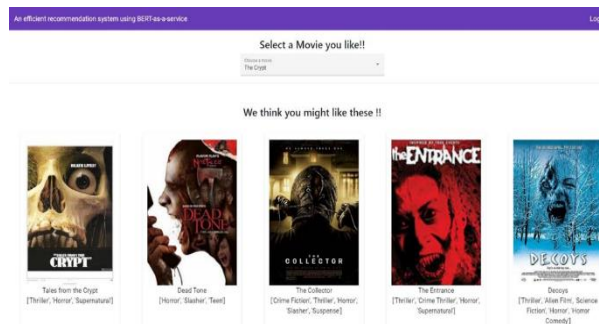 An efficient recommendation system using BERT-as-a-service
Log
Select a Movie you like!!
Choose a movie
The Crypt
We think you might like these !!
CRYPT
DEAD
TONE
THE
COLLECTOR
the ENTRANCE
DECOYS
Tales from the Crypt
[Thriller', 'Horror', 'Supernatural]
Dead Tone
[Horror', 'Slasher', 'Teen]
The Collector
[Crime Fiction', 'Thriller', 'Horror',
'Slasher', 'Suspense]
The Entrance
[Thriller', 'Crime Thriller', 'Horror',
'Supernatural]
Decoys
[Thriller', 'Alien Film', 'Science
Fiction', 'Horror', 'Horror
Comedy]